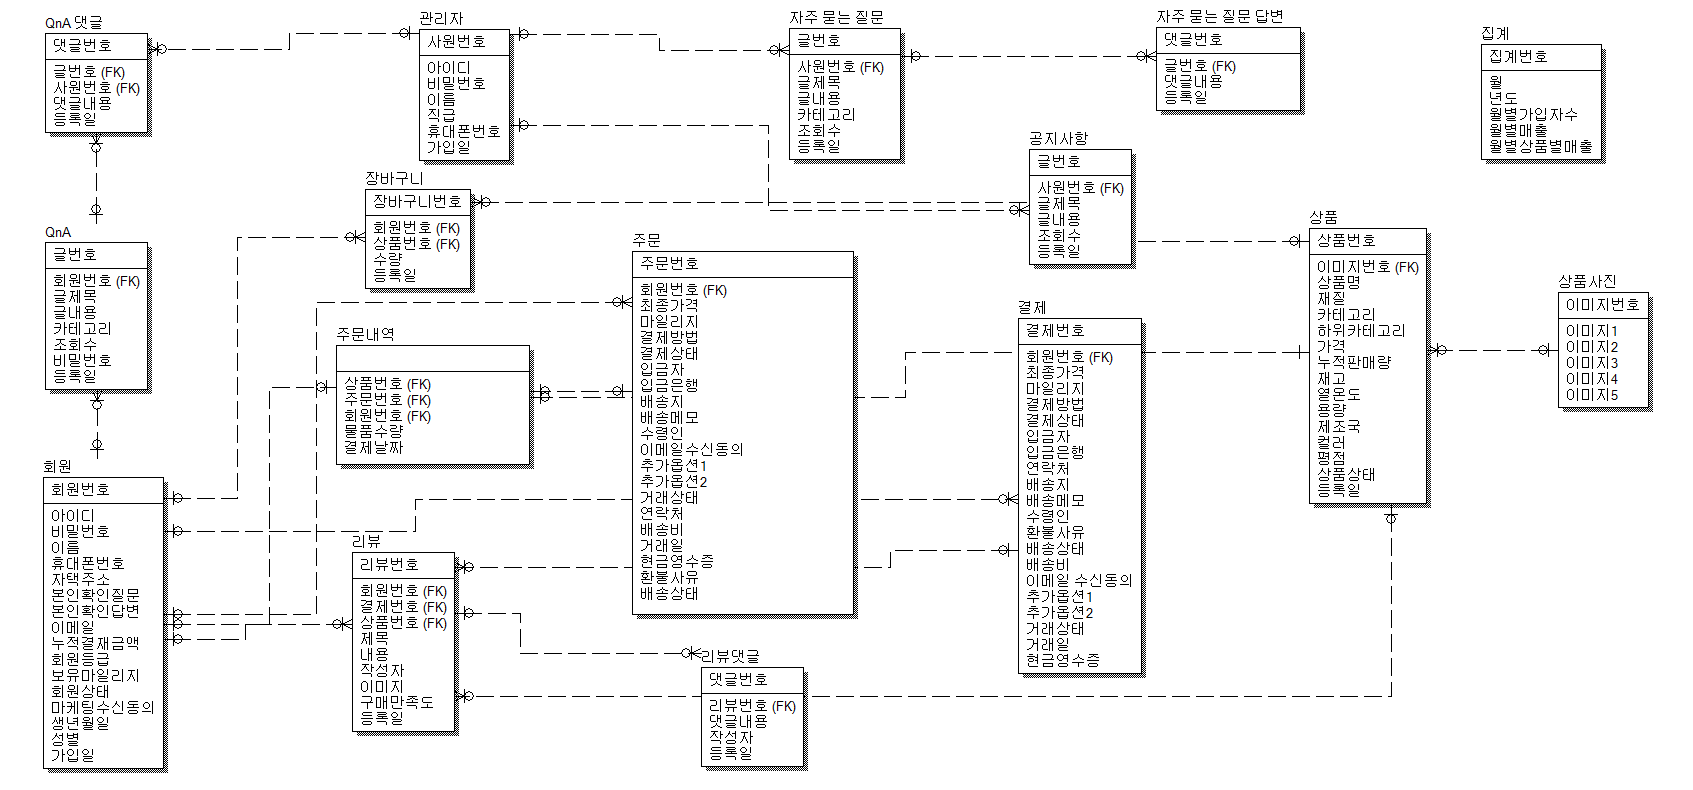 QnA 댓글
댓글번호
글번호 (FK)
사원번호 (FK)
댓글내용
등록일
관리자
사원번호
아이디
비밀번호
이름
직급
휴대폰번호
가입일
자주 묻는 질문
글번호
사원번호 (FK)
글제목
글내용
카테고리
조회수
등록일
자주 묻는 질문 답변
댓글번호
글번호 (FK)
댓글내용
등록일
집계
집계번호
월
년도
월별가입자수
월별매출
월별상품별매출
공지사항
글번호
사원번호 (FK)
글제목
글내용
조회수
등록일
장바구니
장바구니번호
회원번호 (FK)
상품번호 (FK)
수량
등록일
QnA
글번호
회원번호 (FK)
글제목
글내용
카테고리
조회수
비밀번호
등록일
주문
주문번호
회원번호 (FK)
최종가격
마일리지
결제방법
결제상태
입금자
입금은행
배송지
배송메모
수령인
이메일수신동의
추가옵션1
추가옵션2
거래상태
연락처
배송비
거래일
현금영수증
환불사유
배송상태
상품
상품번호
이미지번호 (FK)
상품명
재질
카테고리
하위카테고리
가격
누적판매량
재고
열온도
용량
제조국
컬러
평점
상품상태
등록일
상품사진
이미지번호
이미지1
이미지2
이미지3
이미지4
이미지5
결제
결제번호
회원번호 (FK)
최종가격
마일리지
결제방법
결제상태
입금자
입금은행
연락처
배송지
배송메모
수령인
환불사유
배송상태
배송비
이메일 수신동의
추가옵션1
추가옵션2
거래상태
거래일
현금영수증
주문내역
상품번호 (FK)
주문번호 (FK)
회원번호 (FK)
물품수량
결제날짜
회원
회원번호
아이디
비밀번호
이름
휴대폰번호
자택주소
본인확인질문
본인확인답변
이메일
누적결재금액
회원등급
보유마일리지
회원상태
마케팅수신동의
생년월일
성별
가입일
리뷰
리뷰번호
회원번호 (FK)
결제번호 (FK)
상품번호 (FK)
제목
내용
작성자
이미지
구매만족도
등록일
리뷰댓글
댓글번호
리뷰번호 (FK)
댓글내용
작성자
등록일